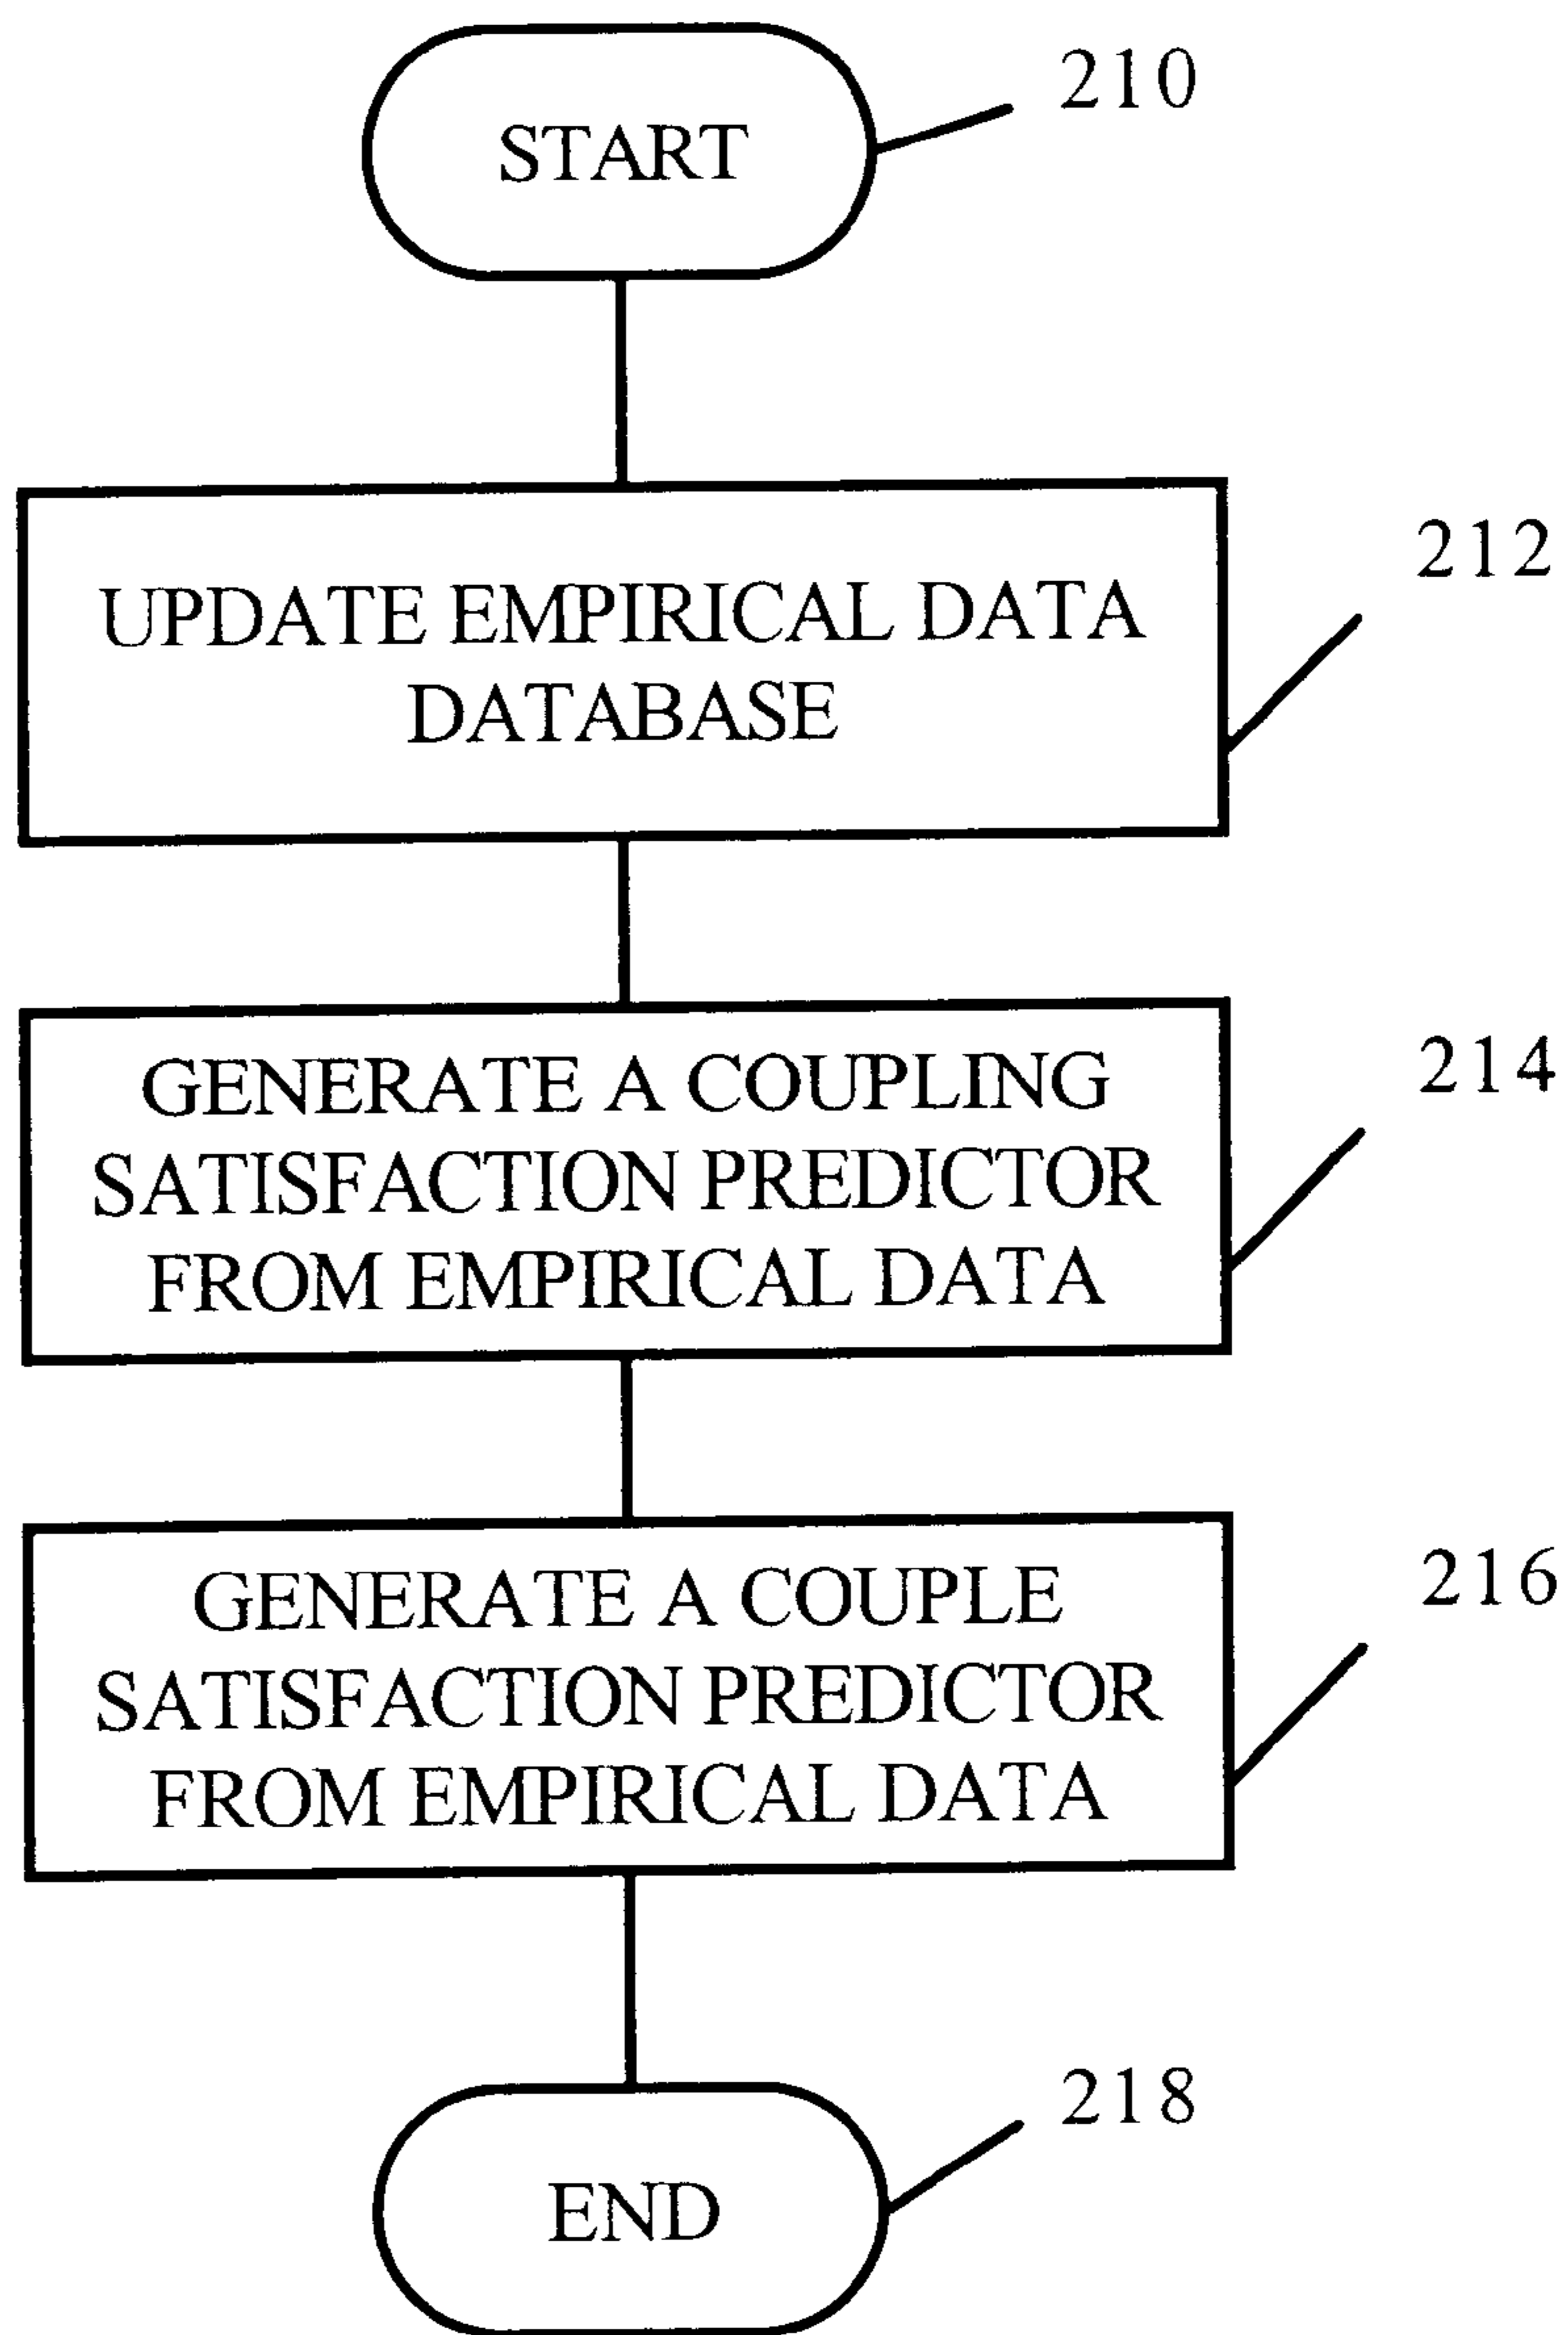 START
210
UPDATE EMPIRICAL DATA
DATABASE
212
GENERATE A COUPLING
SATISFACTION PREDICTOR
FROM EMPIRICAL DATA
214
GENERATE A COUPLE
SATISFACTION PREDICTOR
FROM EMPIRICAL DATA
216
END
218